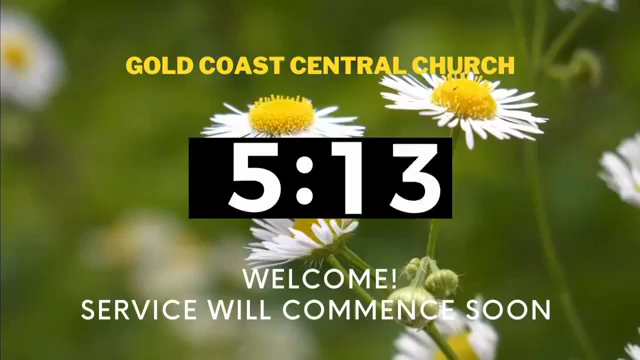 GOLD COAST CENTRAL CHURCH
5:13
WELCOME!
SERVICE WILL COMMENCE SOON